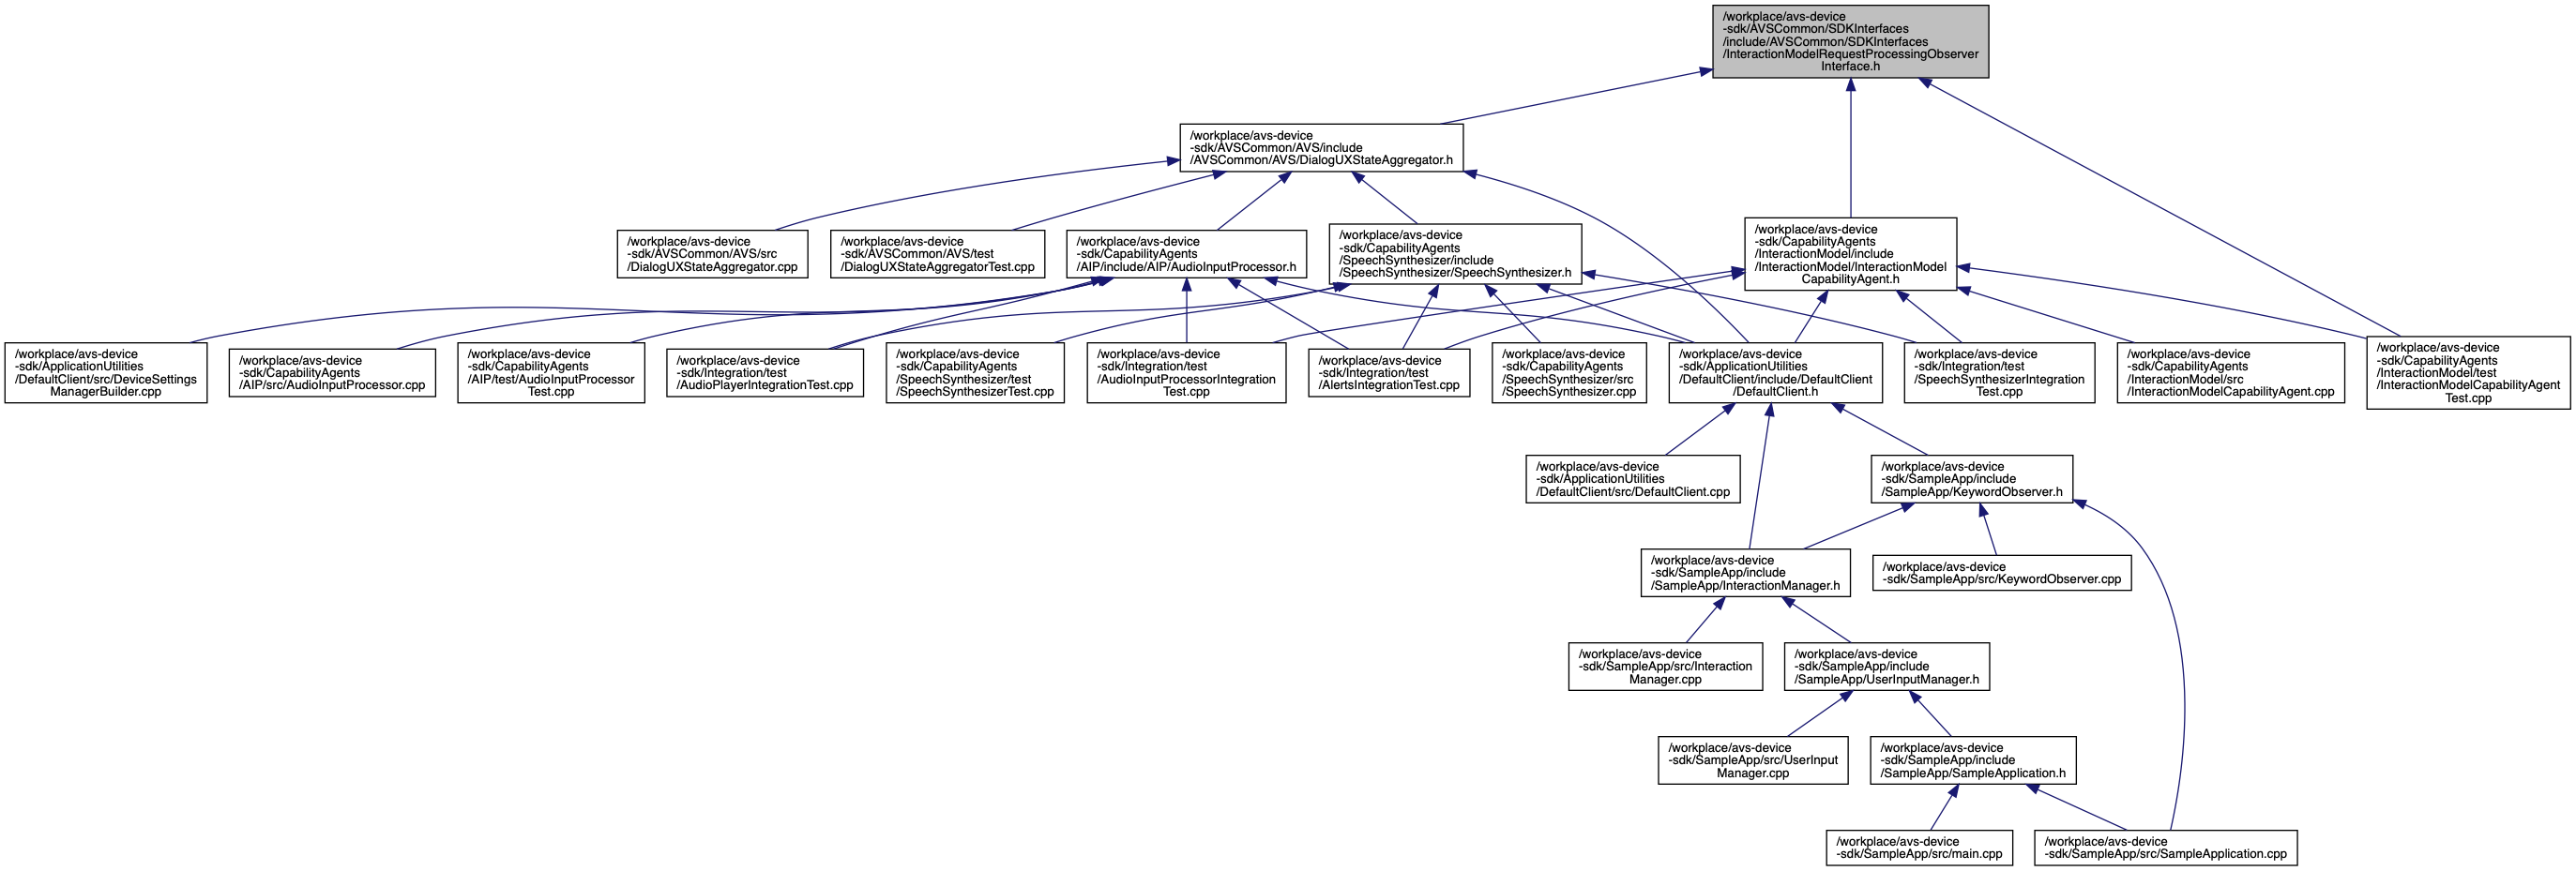 /workplace/avs-device
-sdk/AVSCommon/SDKInterfaces
/include/AVSCommon/SDKInterfaces
/InteractionModelRequestProcessingObserver
Interface.h
/workplace/avs-device
-sdk/AVSCommon/AVS/include
/AVSCommon/AVS/DialogUXStateAggregator.h
/workplace/avs-device
-sdk/AVSCommon/AVS/src
/DialogUXStateAggregator.cpp
/workplace/avs-device
-sdk/AVSCommon/AVS/test
/DialogUXStateAggregatorTest.cpp
/workplace/avs-device
-sdk/CapabilityAgents
/AIP/include/AIP/AudioInputProcessor.h
/workplace/avs-device
-sdk/CapabilityAgents
/SpeechSynthesizer/include
/SpeechSynthesizer/SpeechSynthesizer.h
/workplace/avs-device
-sdk/CapabilityAgents
/InteractionModel/include
/InteractionModel/InteractionModel
CapabilityAgent.h
/workplace/avs-device
-sdk/ApplicationUtilities
/DefaultClient/src/DeviceSettings
ManagerBuilder.cpp
/workplace/avs-device
-sdk/CapabilityAgents
/AIP/src/AudioInputProcessor.cpp
/workplace/avs-device
-sdk/CapabilityAgents
/AIP/test/AudioInputProcessor
Test.cpp
/workplace/avs-device
-sdk/Integration/test
/AudioPlayerIntegrationTest.cpp
/workplace/avs-device
-sdk/CapabilityAgents
/SpeechSynthesizer/test
/SpeechSynthesizerTest.cpp
/workplace/avs-device
-sdk/Integration/test
/AudioInputProcessorIntegration
Test.cpp
/workplace/avs-device
-sdk/Integration/test
/AlertsIntegrationTest.cpp
/workplace/avs-device
-sdk/CapabilityAgents
/SpeechSynthesizer/src
/SpeechSynthesizer.cpp
/workplace/avs-device
-sdk/ApplicationUtilities
/DefaultClient/include/DefaultClient
/DefaultClient.h
/workplace/avs-device
-sdk/Integration/test
/SpeechSynthesizerIntegration
Test.cpp
/workplace/avs-device
-sdk/CapabilityAgents
/InteractionModel/src
/InteractionModelCapabilityAgent.cpp
/workplace/avs-device
-sdk/CapabilityAgents
/InteractionModel/test
/InteractionModelCapabilityAgent
Test.cpp
/workplace/avs-device
-sdk/ApplicationUtilities
/DefaultClient/src/DefaultClient.cpp
/workplace/avs-device
-sdk/SampleApp/include
/SampleApp/KeywordObserver.h
/workplace/avs-device
-sdk/SampleApp/include
/SampleApp/InteractionManager.h
/workplace/avs-device
-sdk/SampleApp/src/KeywordObserver.cpp
/workplace/avs-device
-sdk/SampleApp/src/Interaction
Manager.cpp
/workplace/avs-device
-sdk/SampleApp/include
/SampleApp/UserInputManager.h
/workplace/avs-device
-sdk/SampleApp/src/UserInput
Manager.cpp
/workplace/avs-device
-sdk/SampleApp/include
/SampleApp/SampleApplication.h
/workplace/avs-device
-sdk/SampleApp/src/main.cpp
/workplace/avs-device
-sdk/SampleApp/src/SampleApplication.cpp